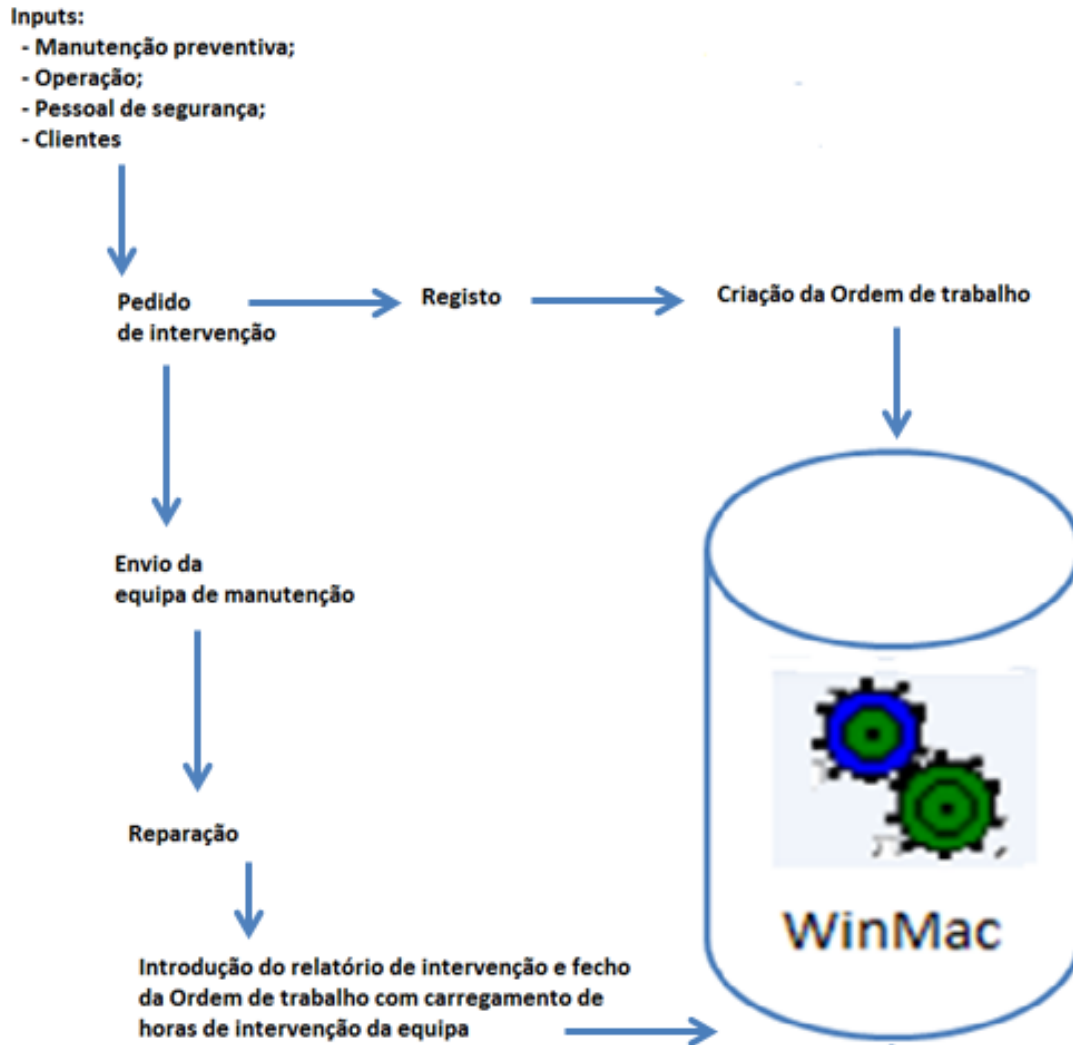 Inputs:
- Manutenção preventiva;
- Operação;
- Pessoal de segurança;
- Clientes
Pedido
de intervenção
Registo
Criação da Ordem de trabalho
Envio da
equipa de manutenção
Reparação
WinMac
Introdução do relatório de intervenção e fecho
da Ordem de trabalho com carregamento de
horas de intervenção da equipa